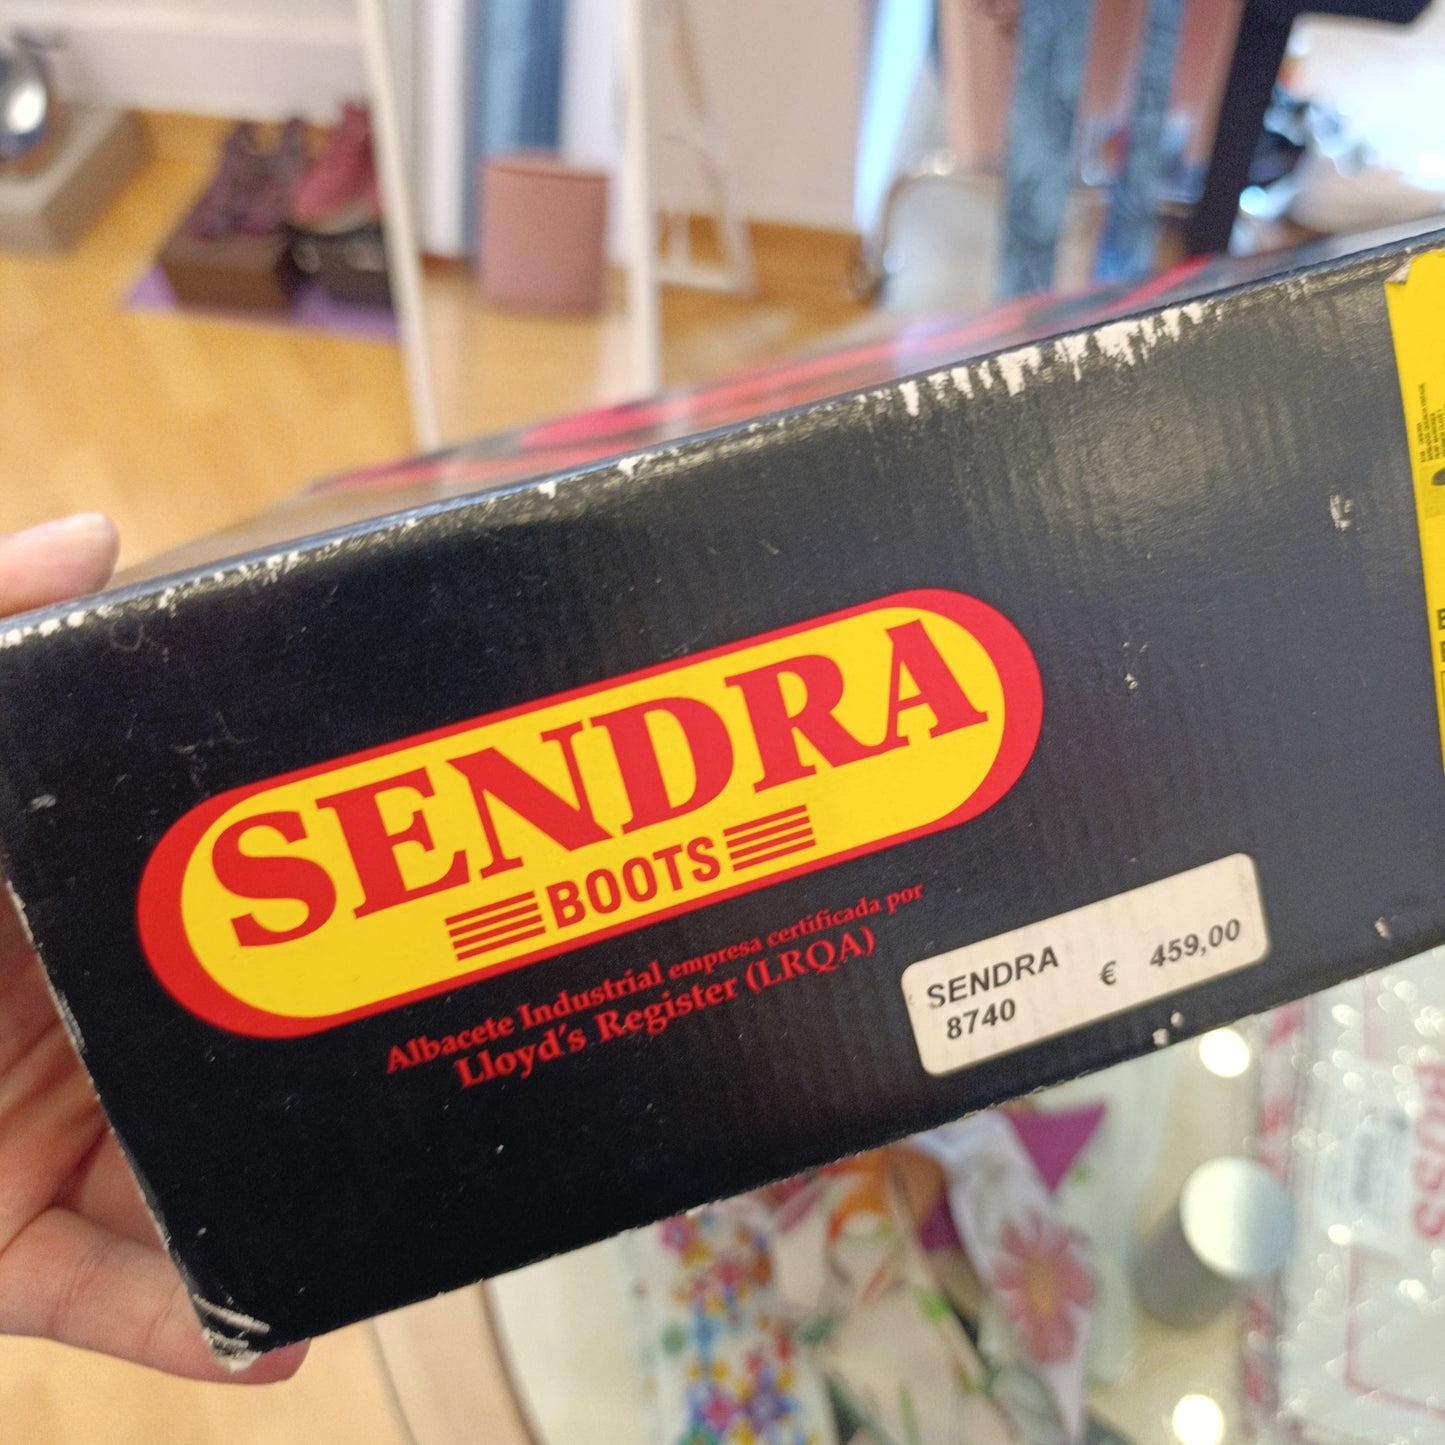 SENDRA
BOOTS
Albacete Industrial empresa certificada por
Lloyd's Register (LRQA)
SENDRA € 459,00
8740